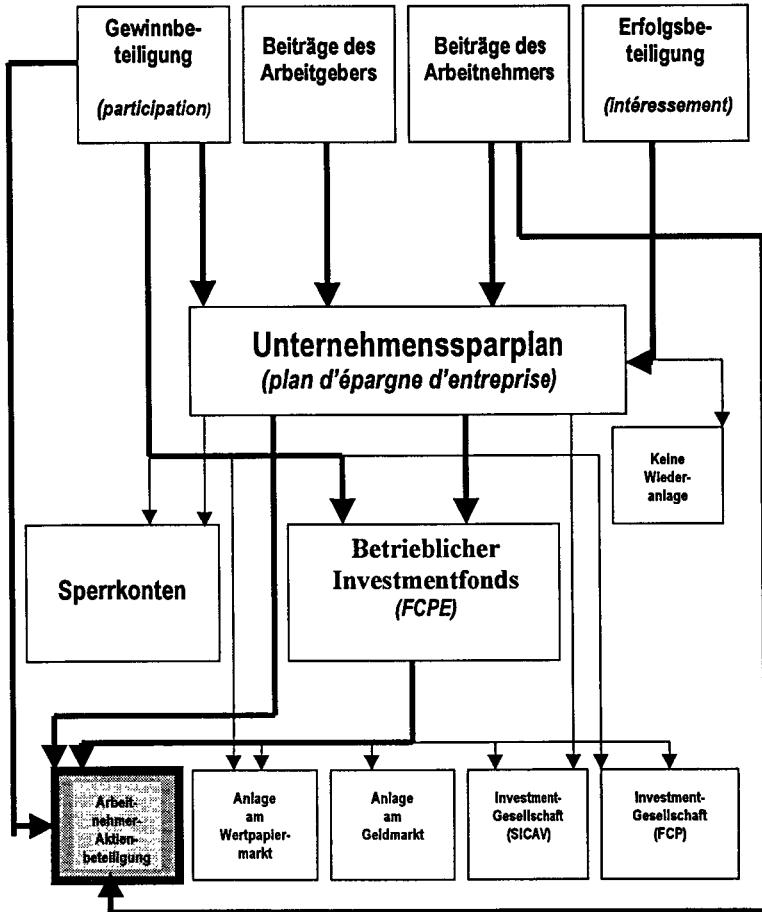 Gewinnbe-
teiligung
(participation)
Beiträge des
Arbeitgebers
Beiträge des
Arbeitnehmers
Erfolgsbe-
teiligung
(intéressement)
Unternehmenssparplan
(plan d'épargne d'entreprise)
Keine
Wieder-
anlage
Sperrkonten
Betrieblicher
Investmentfonds
(FCPE)
Arbeit-
nehmer-
Aktien-
beteiligung
Anlage
am
Wertpapier-
markt
Anlage
am
Geldmarkt
Investment-
Gesellschaft
(SICAV)
Investment-
Gesellschaft
(FCP)